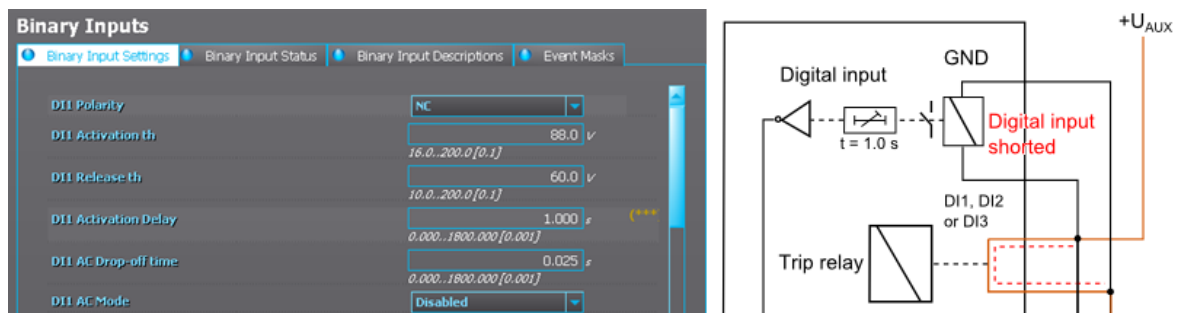 Binary Inputs
Binary Input Settings Binary Input Status Binary Input Descriptions Event Masks
DI1 Polarity NC
DI1 Activation th 88.0 V
16.0..200.0 [0.1]
DI1 Release th 60.0 V
10.0..200.0 [0.1]
DI1 Activation Delay 1.000 s (***)
0.000..1800.000 [0.001]
DI1 AC Drop-off time 0.025 s
0.000..1800.000 [0.001]
DI1 AC Mode Disabled
+UAUX
GND
Digital input
Digital input
shorted
t = 1.0 s
DI1, DI2
or DI3
Trip relay